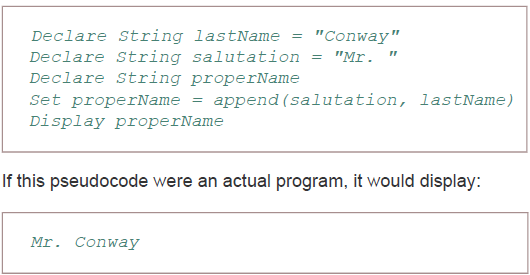 Declare String lastName = "Conway"
Declare String salutation = "Mr. "
Declare String properName
Set properName = append(salutation, lastName)
Display properName
If this pseudocode were an actual program, it would display:
Mr. Conway